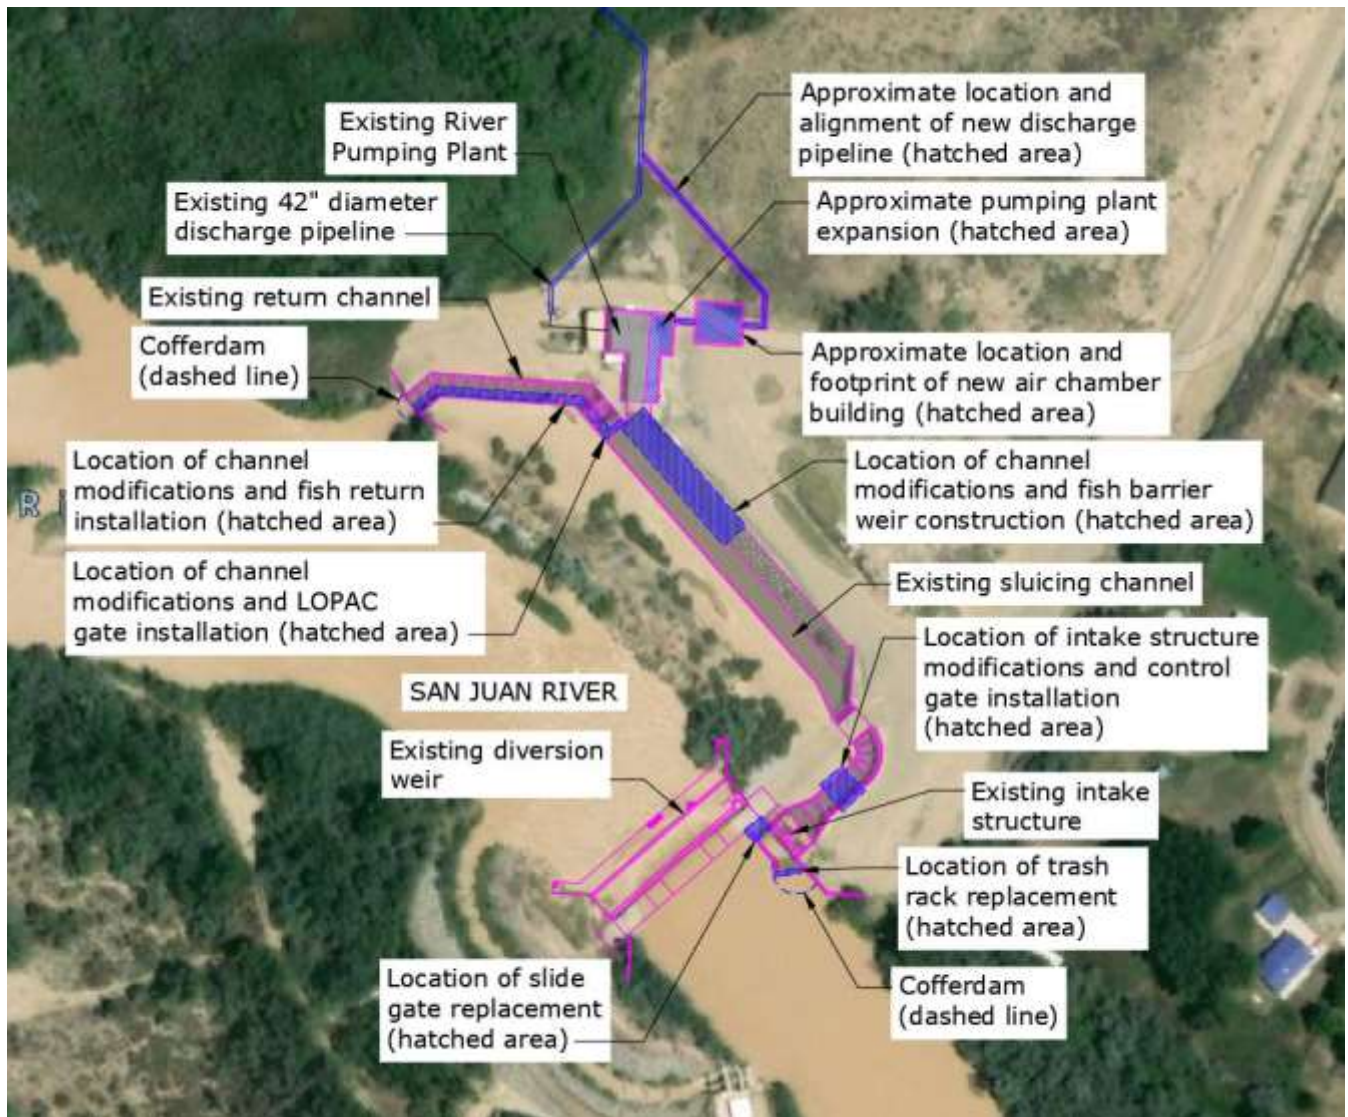 Approximate location and
alignment of new discharge
pipeline (hatched area)
Existing River
Pumping Plant
Existing 42" diameter
discharge pipeline
Approximate pumping plant
expansion (hatched area)
Existing return channel
Cofferdam
(dashed line)
Approximate location and
footprint of new air chamber
building (hatched area)
Location of channel
modifications and fish return
installation (hatched area)
Location of channel
modifications and fish barrier
weir construction (hatched area)
R
Location of channel
modifications and LOPAC
gate installation (hatched area)
Existing sluicing channel
Location of intake structure
modifications and control
gate installation
(hatched area)
SAN JUAN RIVER
Existing diversion
weir
Existing intake
structure
Location of trash
rack replacement
(hatched area)
Location of slide
gate replacement
(hatched area)
Cofferdam
(dashed line)